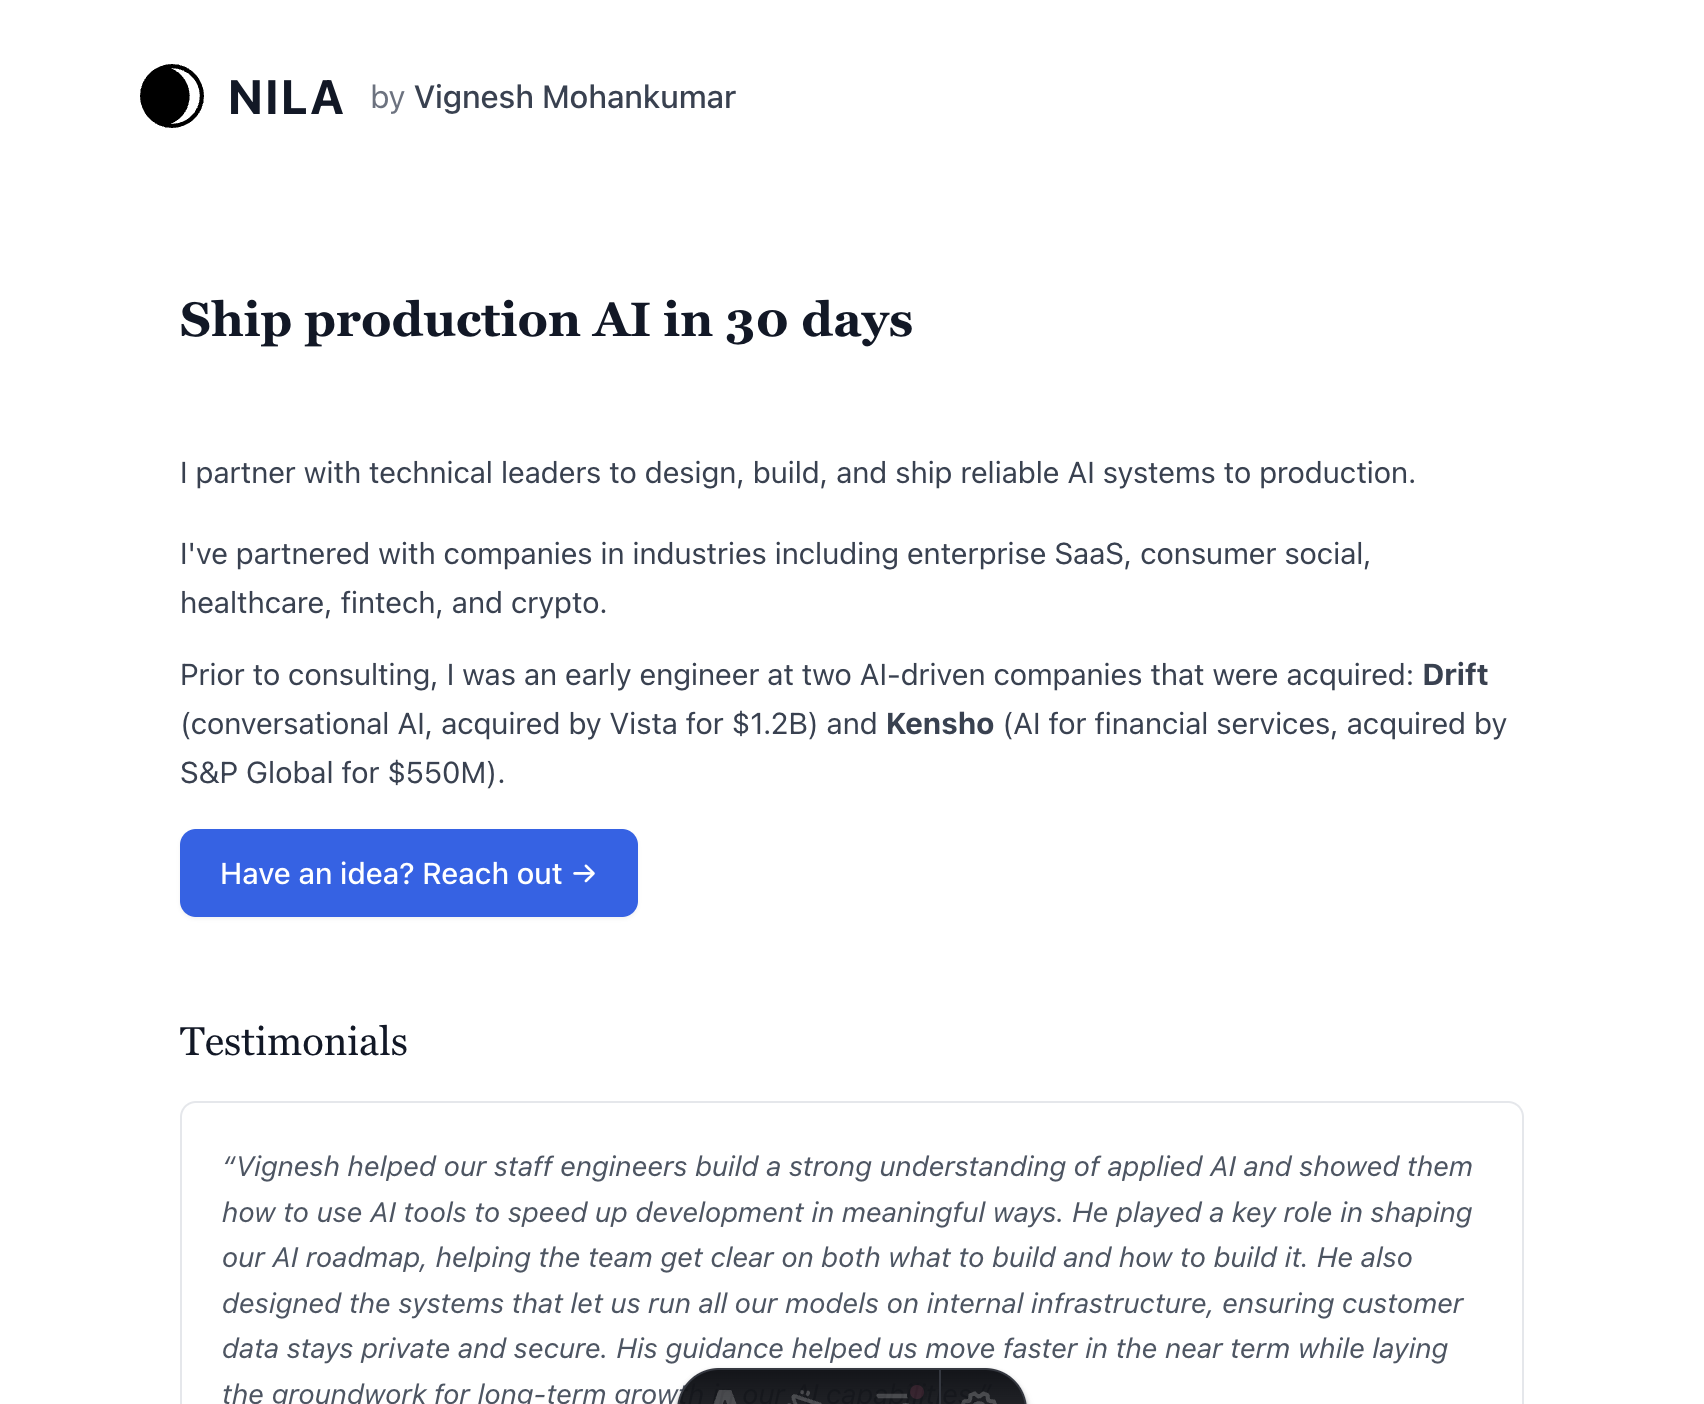 NILA by Vignesh Mohankumar
Ship production AI in 30 days
I partner with technical leaders to design, build, and ship reliable AI systems to production.
I've partnered with companies in industries including enterprise SaaS, consumer social,
healthcare, fintech, and crypto.
Prior to consulting, I was an early engineer at two AI-driven companies that were acquired: Drift
(conversational AI, acquired by Vista for $1.2B) and Kensho (AI for financial services, acquired by
S&P Global for $550M).
Have an idea? Reach out →
Testimonials
“Vignesh helped our staff engineers build a strong understanding of applied AI and showed them
how to use AI tools to speed up development in meaningful ways. He played a key role in shaping
our AI roadmap, helping the team get clear on both what to build and how to build it. He also
designed the systems that let us run all our models on internal infrastructure, ensuring customer
data stays private and secure. His guidance helped us move faster in the near term while laying
the groundwork for long-term growth